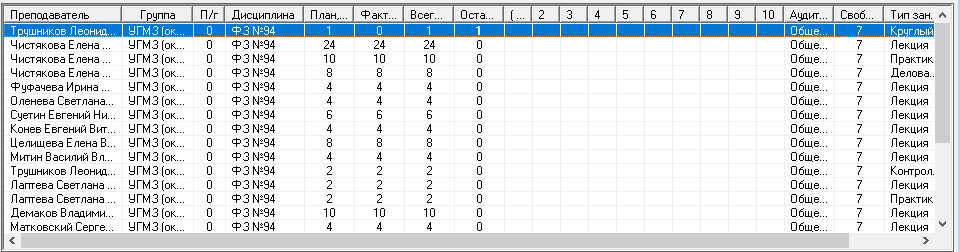 Преподаватель Группа П/г Дисциплина План,... Факт... Всег... Оста... (... 2 3 4 5 6 7 8 9 10 Аудит... Своб... Тип зан.
Трушников Леонид... УГМЗ (ок... 0 ФЗ №94 1 0 1 1 Обще... 7 Круглый
Чистякова Елена ... УГМЗ (ок... 0 ФЗ №94 24 24 24 0 Обще... 7 Лекция
Чистякова Елена ... УГМЗ (ок... 0 ФЗ №94 10 10 10 0 Обще... 7 Практик
Чистякова Елена ... УГМЗ (ок... 0 ФЗ №94 8 8 8 0 Обще... 7 Делова.
Фуфачева Ирина ... УГМЗ (ок... 0 ФЗ №94 4 4 4 0 Обще... 7 Лекция
Оленева Светлана... УГМЗ (ок... 0 ФЗ №94 4 4 4 0 Обще... 7 Лекция
Суетин Евгений Ни... УГМЗ (ок... 0 ФЗ №94 6 6 6 0 Обще... 7 Лекция
Конев Евгений Вит... УГМЗ (ок... 0 ФЗ №94 4 4 4 0 Обще... 7 Лекция
Целищева Елена В... УГМЗ (ок... 0 ФЗ №94 8 8 8 0 Обще... 7 Лекция
Митин Василий Вл... УГМЗ (ок... 0 ФЗ №94 4 4 4 0 Обще... 7 Лекция
Трушников Леонид... УГМЗ (ок... 0 ФЗ №94 2 2 2 0 Обще... 7 Контрол.
Лаптева Светлана ... УГМЗ (ок... 0 ФЗ №94 2 2 2 0 Обще... 7 Лекция
Лаптева Светлана ... УГМЗ (ок... 0 ФЗ №94 2 2 2 0 Обще... 7 Практик
Демаков Владими... УГМЗ (ок... 0 ФЗ №94 10 10 10 0 Обще... 7 Лекция
Матковский Серге... УГМЗ (ок... 0 ФЗ №94 4 4 4 0 Обще... 7 Лекция